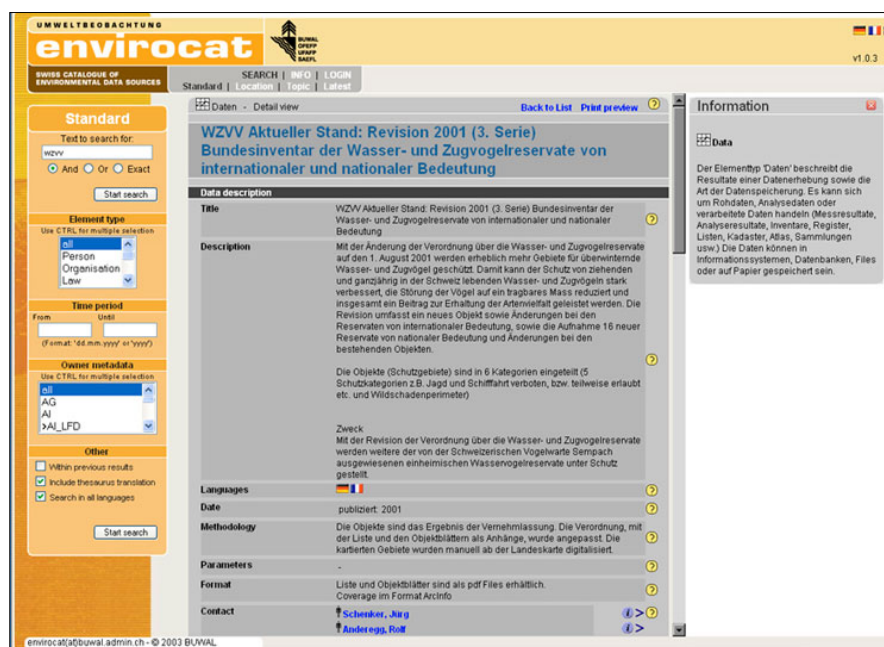 UMWELTBEOBACHTUNG
envirocat
BUWAL
OFEFP
UFAFP
SAEFL
v1.0.3
SWISS CATALOGUE OF
ENVIRONMENTAL DATA SOURCES
SEARCH | INFO | LOGIN
Standard | Location | Topic | Latest
Standard
Text to search for:
wzvv
And Or Exact
Start search
Element type
Use CTRL for multiple selection
all
Person
Organisation
Law
Time period
From Until
(Format: 'dd.mm.yyyy' or 'yyyy')
Owner metadata
Use CTRL for multiple selection
all
AG
AI
>AI_LFD
Other
Within previous results
Include thesaurus translation
Search in all languages
Start search
Daten - Detail view Back to List Print preview ?
WZVV Aktueller Stand: Revision 2001 (3. Serie)
Bundesinventar der Wasser- und Zugvogelreservate von
internationaler und nationaler Bedeutung
Data description
Title WZVV Aktueller Stand: Revision 2001 (3. Serie) Bundesinventar der
Wasser- und Zugvogelreservate von internationaler und nationaler ?
Bedeutung
Description Mit der Änderung der Verordnung über die Wasser- und Zugvogelreservate
auf den 1. August 2001 werden erheblich mehr Gebiete für überwinternde
Wasser- und Zugvögel geschützt. Damit kann der Schutz von ziehenden
und ganzjährig in der Schweiz lebenden Wasser- und Zugvögeln stark
verbessert, die Störung der Vögel auf ein tragbares Mass reduziert und
insgesamt ein Beitrag zur Erhaltung der Artenvielfalt geleistet werden. Die
Revision umfasst ein neues Objekt sowie Änderungen bei den
Reservaten von internationaler Bedeutung, sowie die Aufnahme 16 neuer
Reservate von nationaler Bedeutung und Änderungen bei den
bestehenden Objekten. ?
Die Objekte (Schutzgebiete) sind in 6 Kategorien eingeteilt (5
Schutzkategorien z.B. Jagd und Schifffahrt verboten, bzw. teilweise erlaubt
etc. und Wildschadenperimeter)
Zweck
Mit der Revision der Verordnung über die Wasser- und Zugvogelreservate
werden weitere der von der Schweizerischen Vogelwarte Sempach
ausgewiesenen einheimischen Wasservogelreservate unter Schutz
gestellt.
Languages ?
Date publiziert: 2001 ?
Methodology Die Objekte sind das Ergebnis der Vernehmlassung. Die Verordnung, mit
der Liste und den Objektblättern als Anhänge, wurde angepasst. Die ?
kartierten Gebiete wurden manuell ab der Landeskarte digitalisiert.
Parameters - ?
Format Liste und Objektblätter sind als pdf Files erhältlich. ?
Coverage im Format ArcInfo
Contact Schenker, Jürg i > ?
Anderegg, Rolf i >
Information
Data
Der Elementtyp 'Daten' beschreibt die
Resultate einer Datenerhebung sowie die
Art der Datenspeicherung. Es kann sich
um Rohdaten, Analysedaten oder
verarbeitete Daten handeln (Messresultate,
Analyseresultate, Inventare, Register,
Listen, Kadaster, Atlas, Sammlungen
usw.) Die Daten können in
Informationssystemen, Datenbanken, Files
oder auf Papier gespeichert sein.
envirocat(at)buwal.admin.ch - © 2003 BUWAL